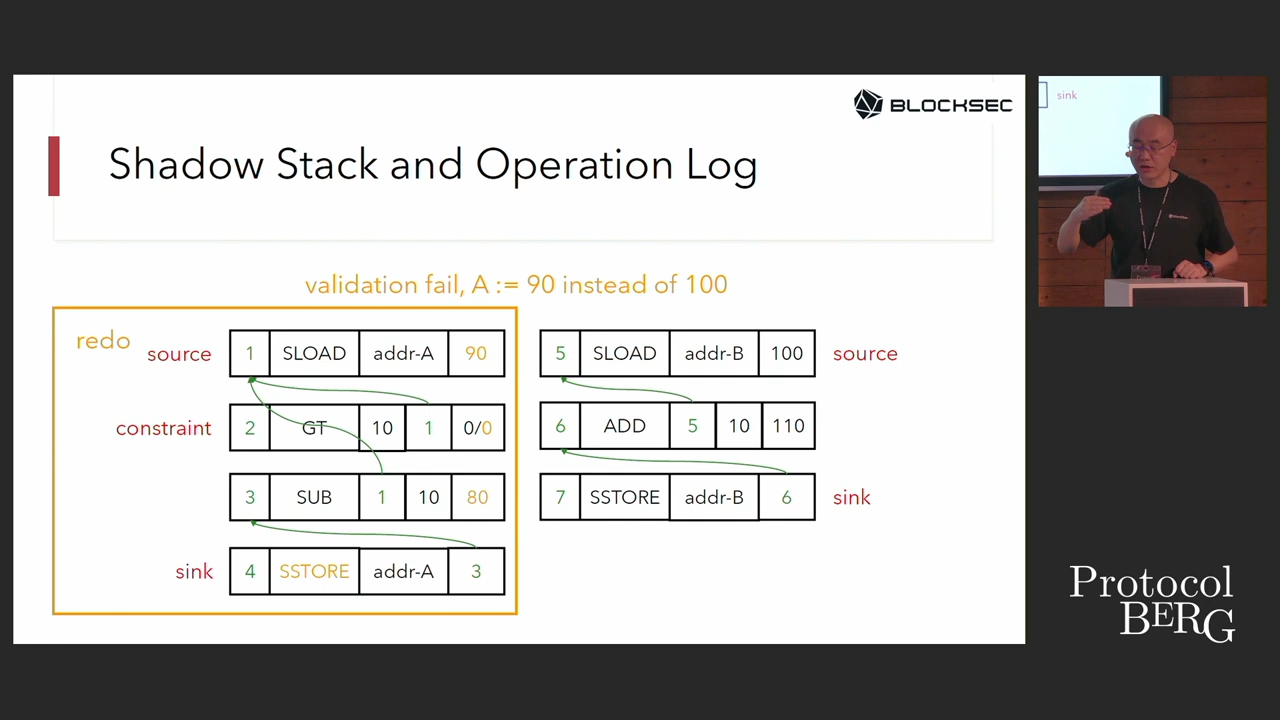 BLOCKSEC
Shadow Stack and Operation Log
validation fail, A := 90 instead of 100
redo
source 1 SLOAD addr-A 90
constraint 2 GT 10 1 0/0
3 SUB 1 10 80
sink 4 SSTORE addr-A 3
5 SLOAD addr-B 100 source
6 ADD 5 10 110
7 SSTORE addr-B 6 sink
sink
Protocol
BERG